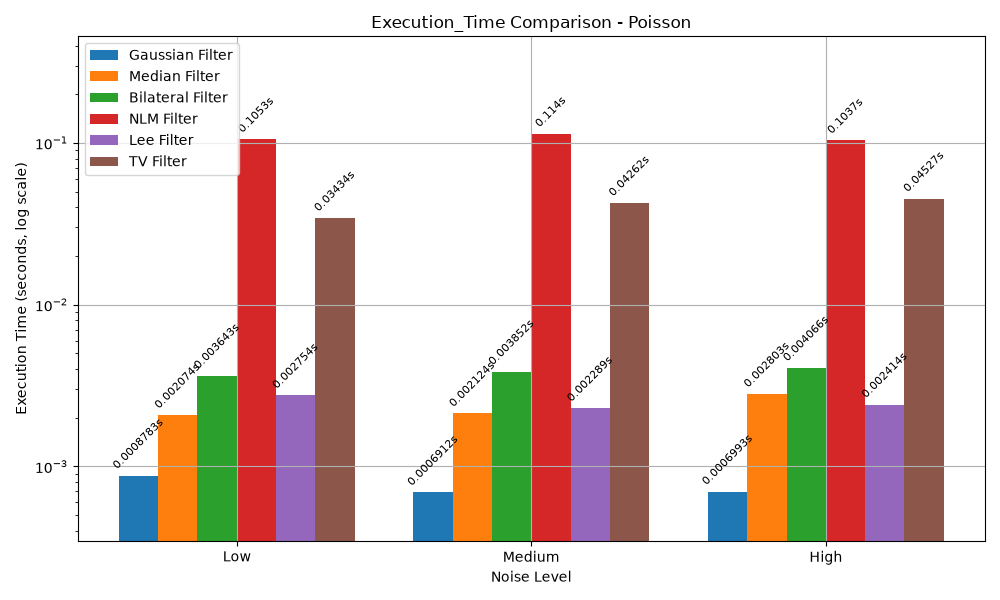 Execution_Time Comparison - Poisson
Gaussian Filter
Median Filter
Bilateral Filter
NLM Filter
Lee Filter
TV Filter
Execution Time (seconds, log scale)
10⁻¹
10⁻²
10⁻³
0.0008783s
0.002074s
0.003643s
0.1053s
0.002754s
0.03434s
0.0006912s
0.002124s
0.003852s
0.114s
0.002289s
0.04262s
0.0006993s
0.002803s
0.004066s
0.1037s
0.002414s
0.04527s
Low
Medium
High
Noise Level